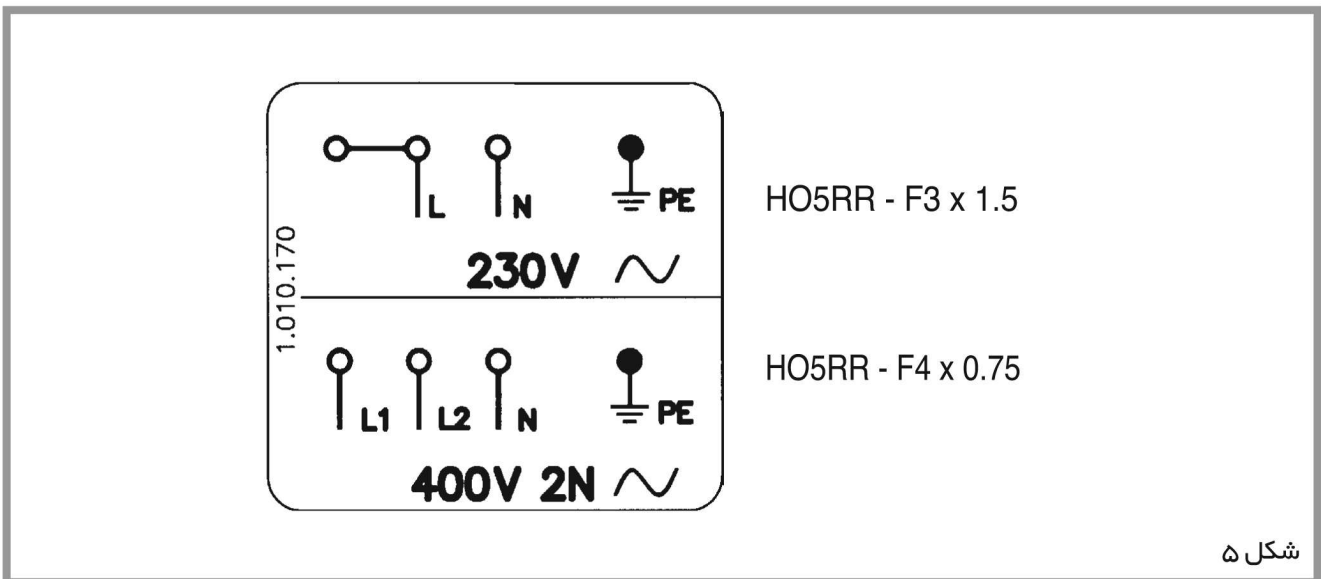 L N PE
HO5RR - F3 x 1.5
230V
1.010.170
HO5RR - F4 x 0.75
L1 L2 N PE
400V 2N
شکل ۵